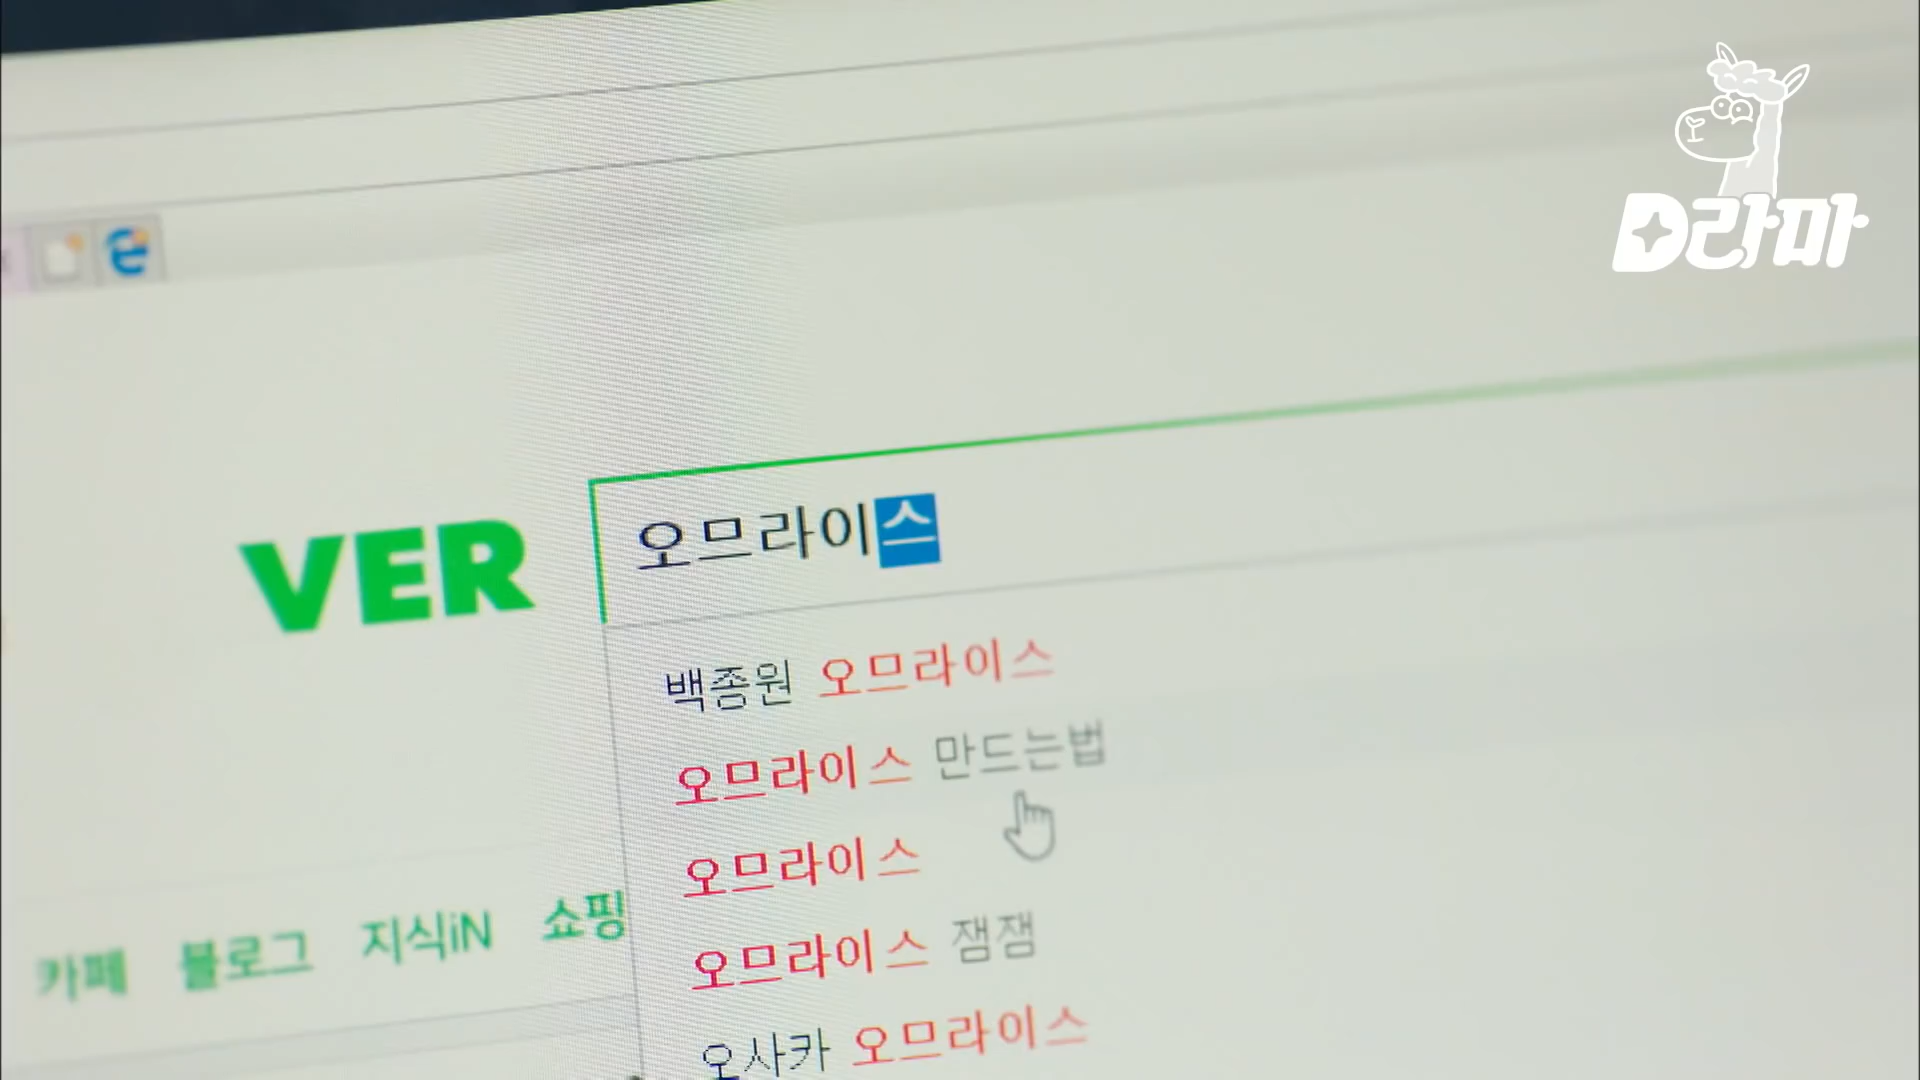 D라마
VER
오므라이스
백종원 오므라이스
오므라이스 만드는법
오므라이스
오므라이스 잼잼
오사카 오므라이스
카페 블로그 지식iN 쇼핑